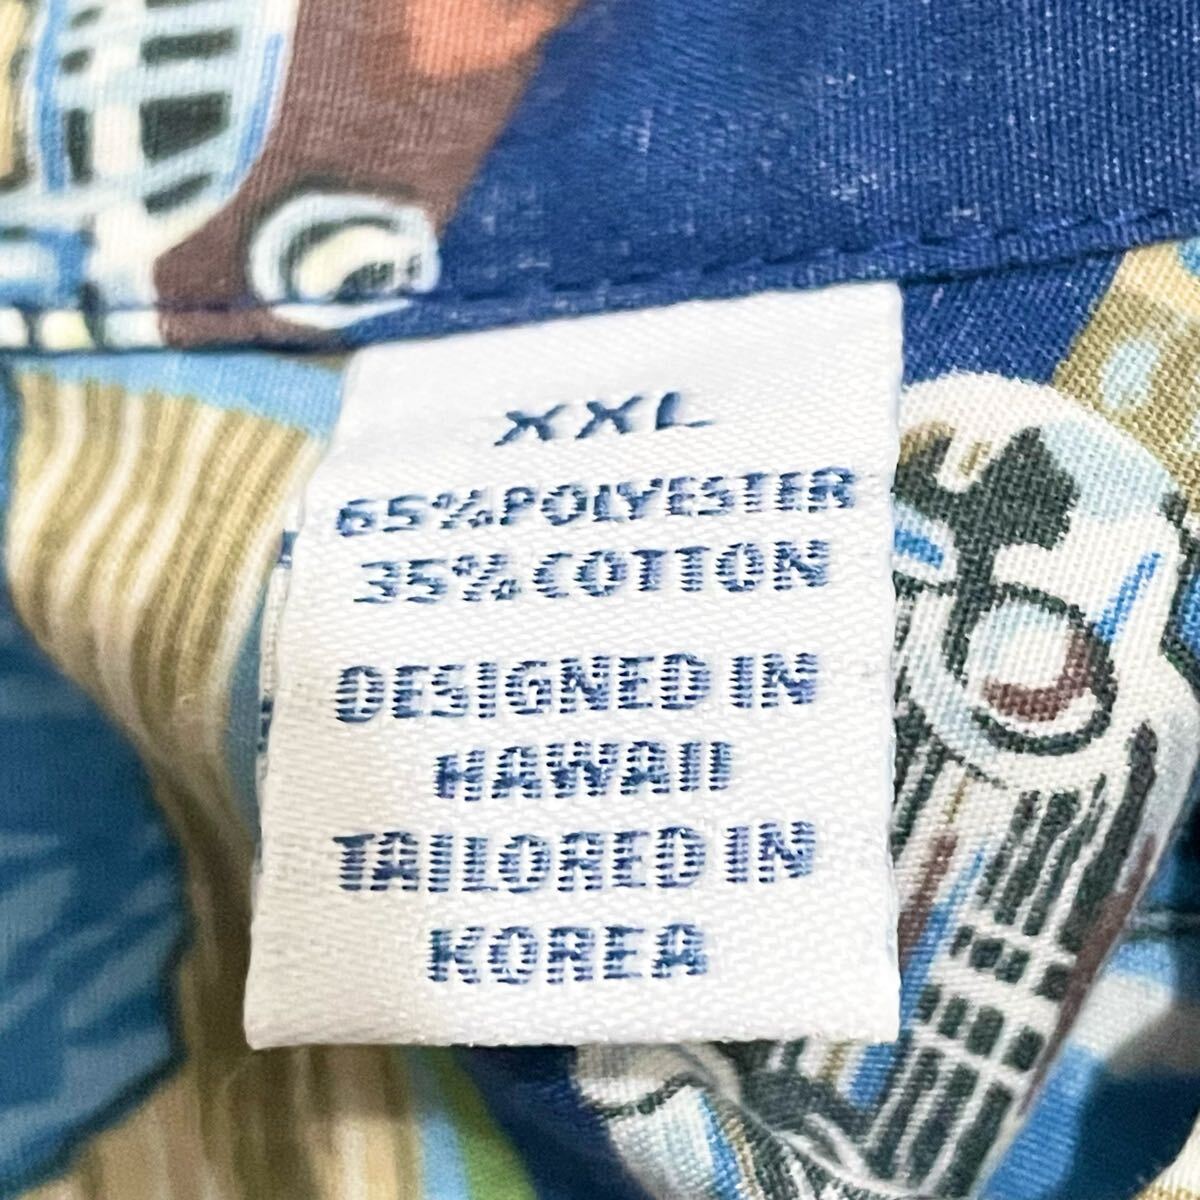 XXL
65%POLYESTER
35%COTTON
DESIGNED IN
HAWAII
TAILORED IN
KOREA